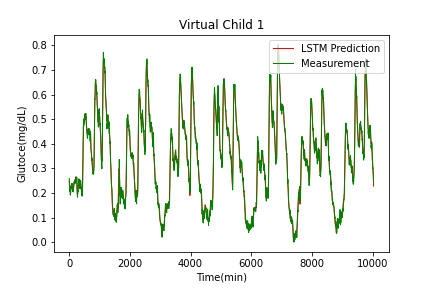 Virtual Child 1
LSTM Prediction
Measurement
Glutoce(mg/dL)
0.8
0.7
0.6
0.5
0.4
0.3
0.2
0.1
0.0
0 2000 4000 6000 8000 10000
Time(min)